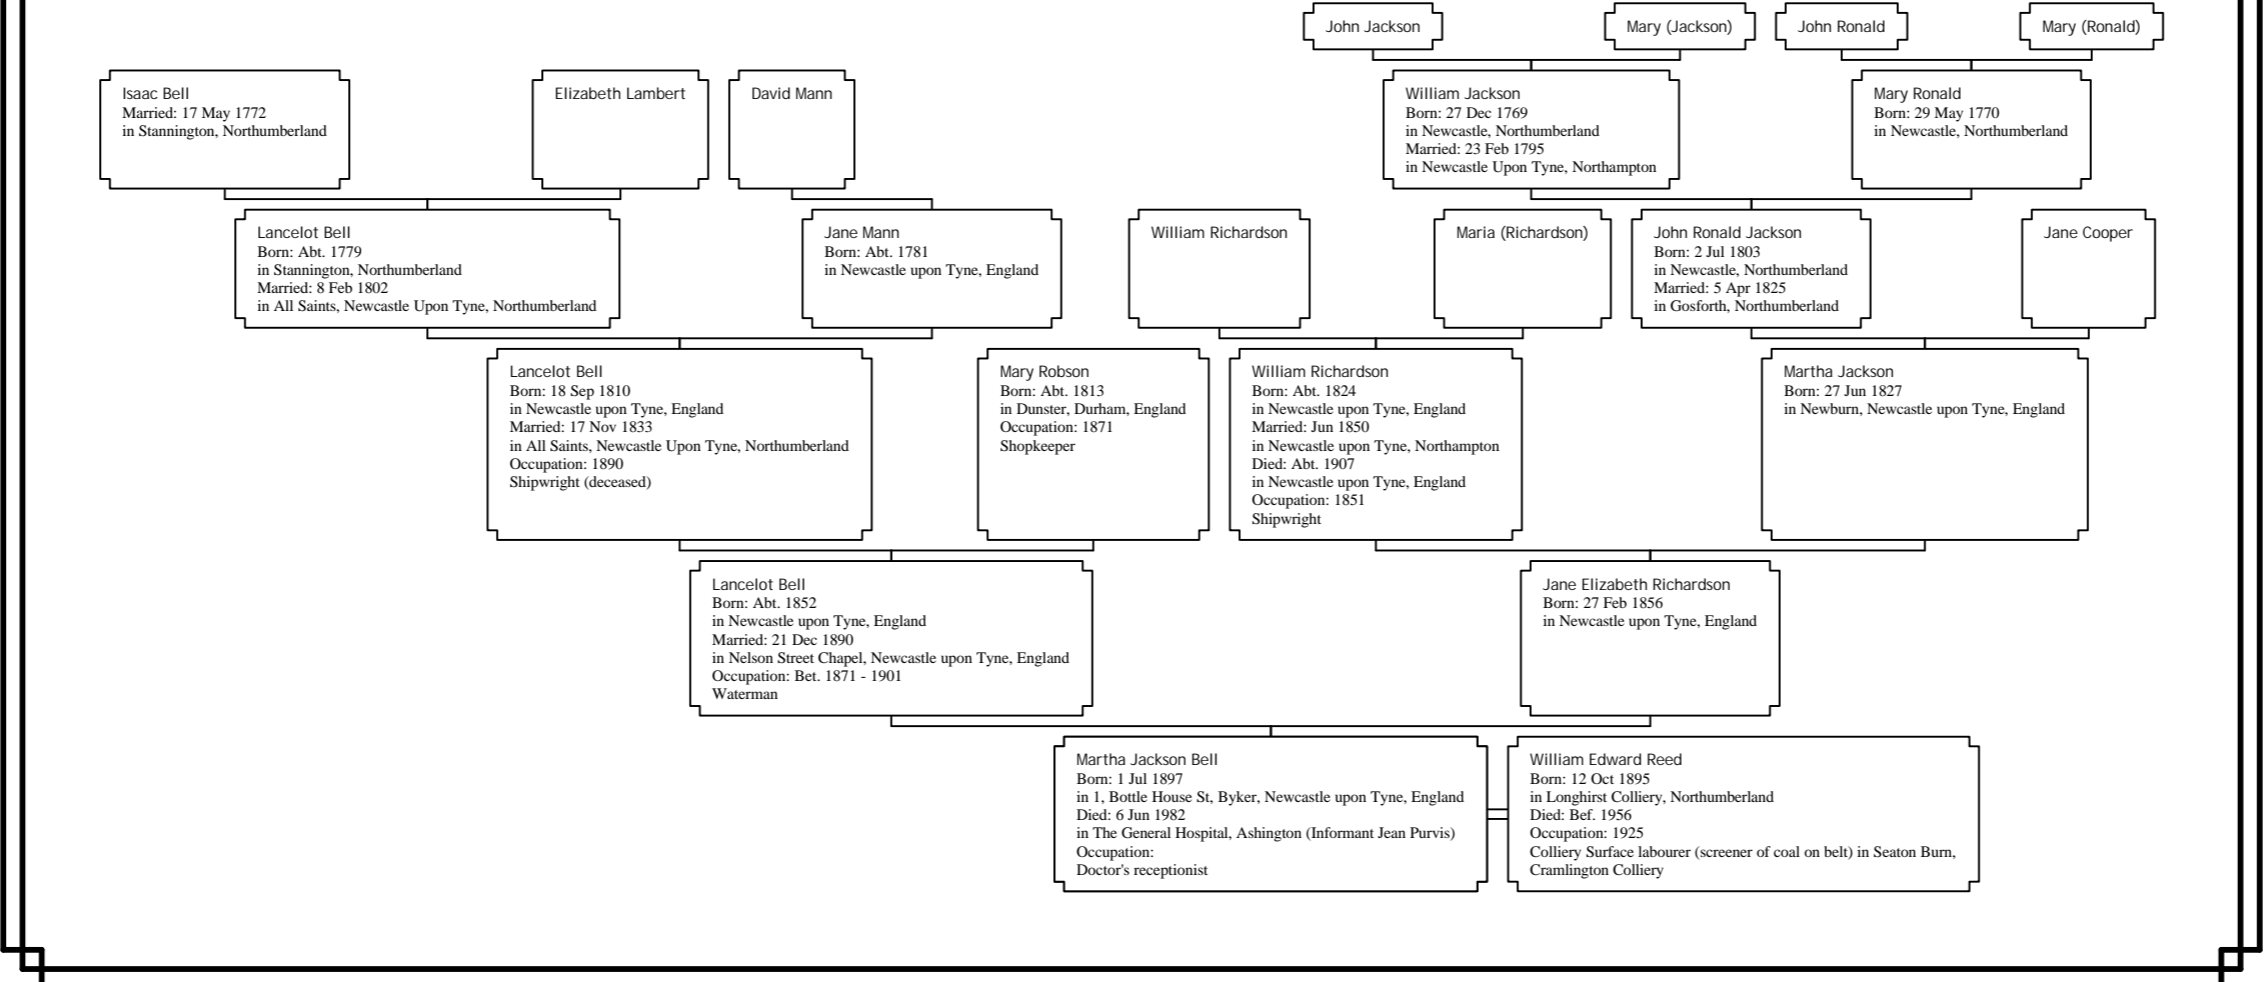 John Jackson
Mary (Jackson)
John Ronald
Mary (Ronald)
Isaac Bell
Married: 17 May 1772
in Stannington, Northumberland
Elizabeth Lambert
David Mann
William Jackson
Born: 27 Dec 1769
in Newcastle, Northumberland
Married: 23 Feb 1795
in Newcastle Upon Tyne, Northampton
Mary Ronald
Born: 29 May 1770
in Newcastle, Northumberland
Lancelot Bell
Born: Abt. 1779
in Stannington, Northumberland
Married: 8 Feb 1802
in All Saints, Newcastle Upon Tyne, Northumberland
Jane Mann
Born: Abt. 1781
in Newcastle upon Tyne, England
William Richardson
Maria (Richardson)
John Ronald Jackson
Born: 2 Jul 1803
in Newcastle, Northumberland
Married: 5 Apr 1825
in Gosforth, Northumberland
Jane Cooper
Lancelot Bell
Born: 18 Sep 1810
in Newcastle upon Tyne, England
Married: 17 Nov 1833
in All Saints, Newcastle Upon Tyne, Northumberland
Occupation: 1890
Shipwright (deceased)
Mary Robson
Born: Abt. 1813
in Dunster, Durham, England
Occupation: 1871
Shopkeeper
William Richardson
Born: Abt. 1824
in Newcastle upon Tyne, England
Married: Jun 1850
in Newcastle upon Tyne, Northampton
Died: Abt. 1907
in Newcastle upon Tyne, England
Occupation: 1851
Shipwright
Martha Jackson
Born: 27 Jun 1827
in Newburn, Newcastle upon Tyne, England
Lancelot Bell
Born: Abt. 1852
in Newcastle upon Tyne, England
Married: 21 Dec 1890
in Nelson Street Chapel, Newcastle upon Tyne, England
Occupation: Bet. 1871 - 1901
Waterman
Jane Elizabeth Richardson
Born: 27 Feb 1856
in Newcastle upon Tyne, England
Martha Jackson Bell
Born: 1 Jul 1897
in 1, Bottle House St, Byker, Newcastle upon Tyne, England
Died: 6 Jun 1982
in The General Hospital, Ashington (Informant Jean Purvis)
Occupation:
Doctor's receptionist
William Edward Reed
Born: 12 Oct 1895
in Longhirst Colliery, Northumberland
Died: Bef. 1956
Occupation: 1925
Colliery Surface labourer (screener of coal on belt) in Seaton Burn,
Cramlington Colliery